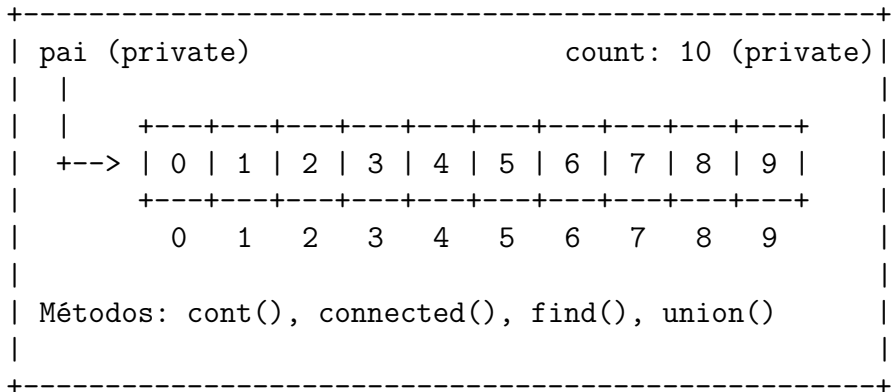 +-----------------------------------------------------+
| pai (private)                    count: 10 (private)|
|  |                                                  |
|  |    +---+---+---+---+---+---+---+---+---+---+     |
|  +--> | 0 | 1 | 2 | 3 | 4 | 5 | 6 | 7 | 8 | 9 |     |
|       +---+---+---+---+---+---+---+---+---+---+     |
|         0   1   2   3   4   5   6   7   8   9       |
|                                                     |
| Métodos: cont(), connected(), find(), union()       |
|                                                     |
+-----------------------------------------------------+